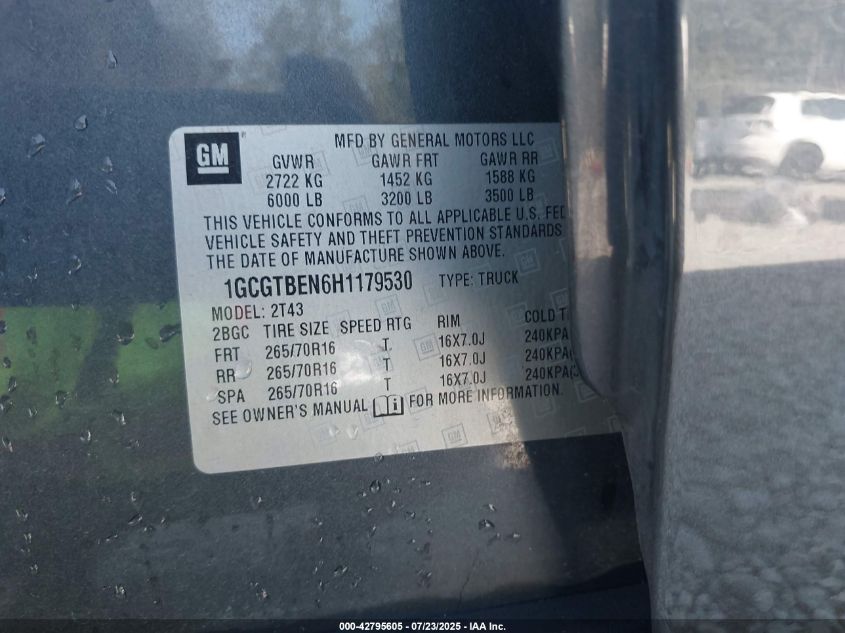 GM
MFD BY GENERAL MOTORS LLC
GVWR GAWR FRT GAWR RR
2722 KG 1452 KG 1588 KG
6000 LB 3200 LB 3500 LB
THIS VEHICLE CONFORMS TO ALL APPLICABLE U.S.
VEHICLE SAFETY AND THEFT PREVENTION STANDARDS
THE DATE OF MANUFACTURE SHOWN ABOVE.
1GCGTBEN6H1179530 TYPE: TRUCK
MODEL: 2T43
2BGC TIRE SIZE SPEED RTG RIM COLD
FRT 265/70R16 T 16X7.0J 240KPA
RR 265/70R16 T 16X7.0J 240KPA
SPA 265/70R16 T 16X7.0J 240KPA
SEE OWNER'S MANUAL FOR MORE INFORMATION.
000-42795605 - 07/23/2025 - IAA Inc.